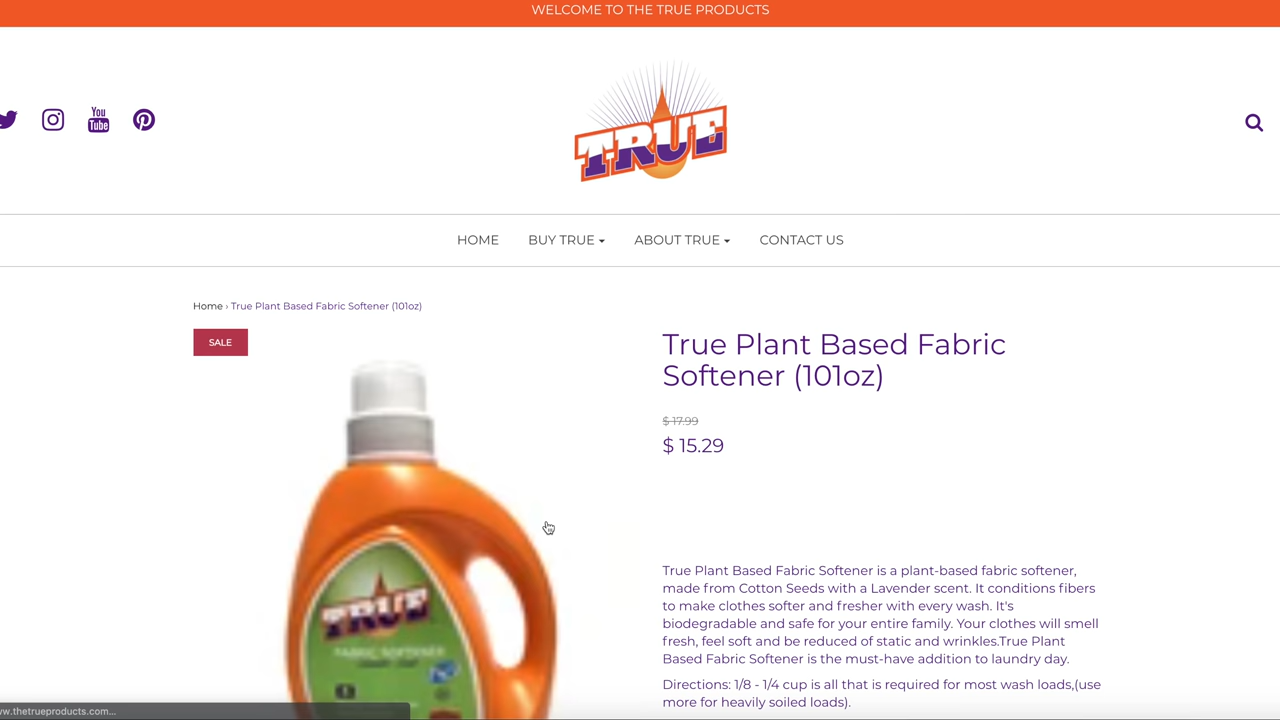 WELCOME TO THE TRUE PRODUCTS
You
Tube
TRUE
HOME
BUY TRUE
ABOUT TRUE
CONTACT US
Home › True Plant Based Fabric Softener (101oz)
SALE
True Plant Based Fabric
Softener (101oz)
$ 17.99
$ 15.29
TRUE
FABRIC SOFTENER
True Plant Based Fabric Softener is a plant-based fabric softener,
made from Cotton Seeds with a Lavender scent. It conditions fibers
to make clothes softer and fresher with every wash. It's
biodegradable and safe for your entire family. Your clothes will smell
fresh, feel soft and be reduced of static and wrinkles.True Plant
Based Fabric Softener is the must-have addition to laundry day.
Directions: 1/8 - 1/4 cup is all that is required for most wash loads,(use
more for heavily soiled loads).
w.thetrueproducts.com...